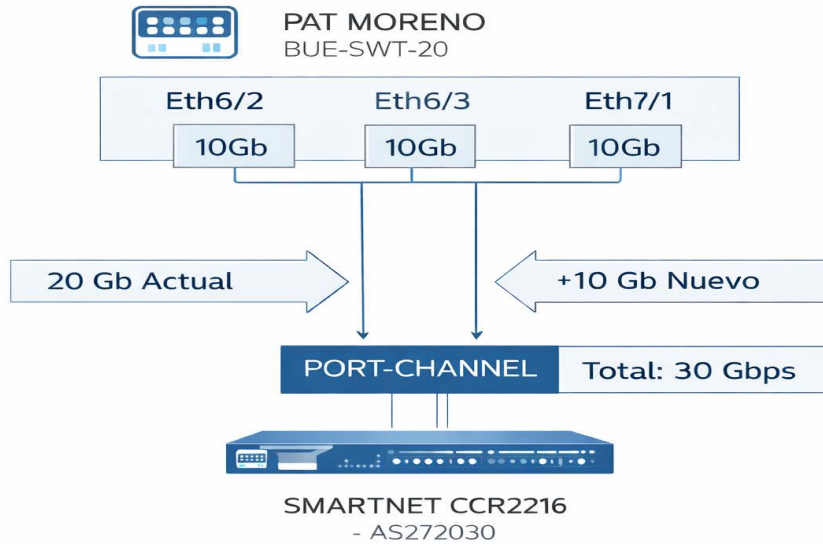 PAT MORENO
BUE-SWT-20
Eth6/2 Eth6/3 Eth7/1
10Gb 10Gb 10Gb
20 Gb Actual +10 Gb Nuevo
PORT-CHANNEL Total: 30 Gbps
SMARTNET CCR2216
- AS272030